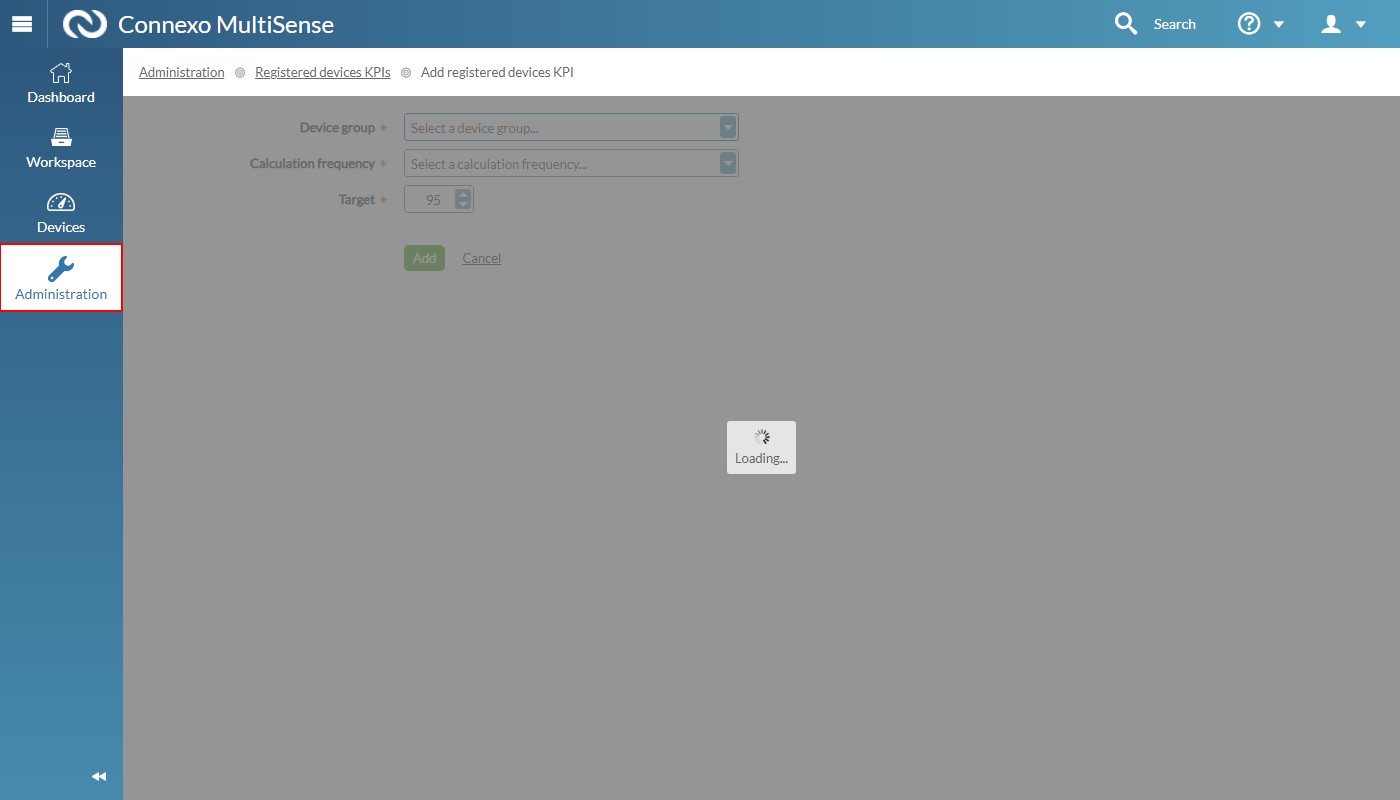 Connexo MultiSense
Search
Dashboard
Workspace
Devices
Administration
Administration Registered devices KPIs Add registered devices KPI
Device group * Select a device group...
Calculation frequency * Select a calculation frequency...
Target * 95
Add Cancel
Loading...